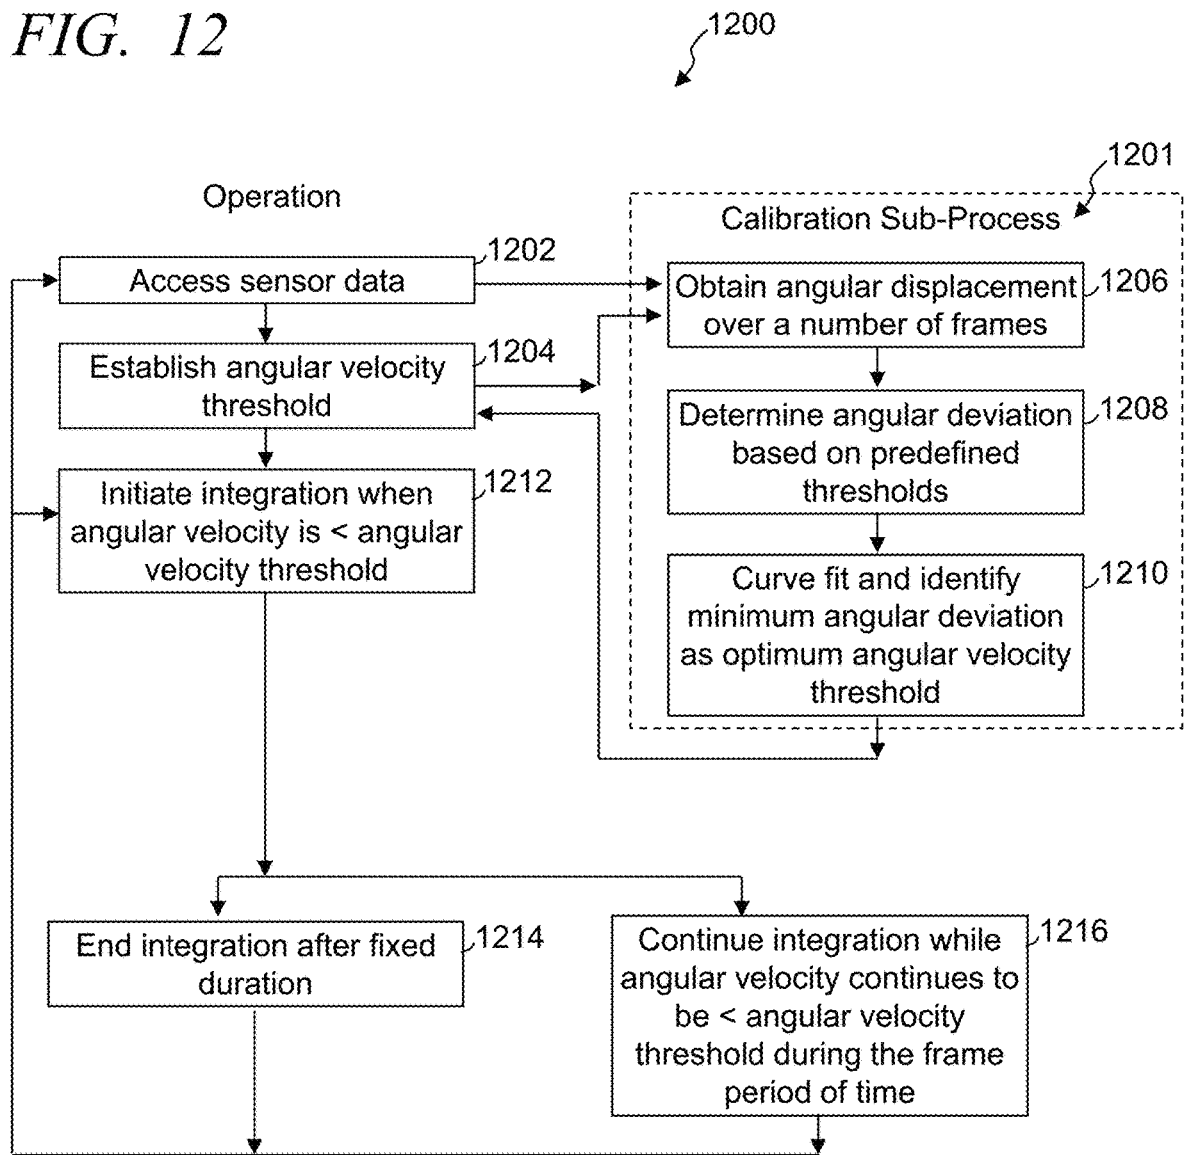 FIG. 12
1200
1201
Operation
Calibration Sub-Process
1202
Access sensor data
1206
Obtain angular displacement
over a number of frames
1204
Establish angular velocity
threshold
1208
Determine angular deviation
based on predefined
thresholds
1212
Initiate integration when
angular velocity is < angular
velocity threshold
1210
Curve fit and identify
minimum angular deviation
as optimum angular velocity
threshold
1214
End integration after fixed
duration
1216
Continue integration while
angular velocity continues to
be < angular velocity
threshold during the frame
period of time